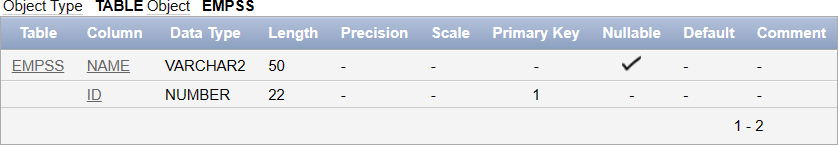 Object Type TABLE Object EMPSS
Table Column Data Type Length Precision Scale Primary Key Nullable Default Comment
EMPSS NAME VARCHAR2 50 - - - ✓ - -
ID NUMBER 22 - - 1 - - -
1 - 2